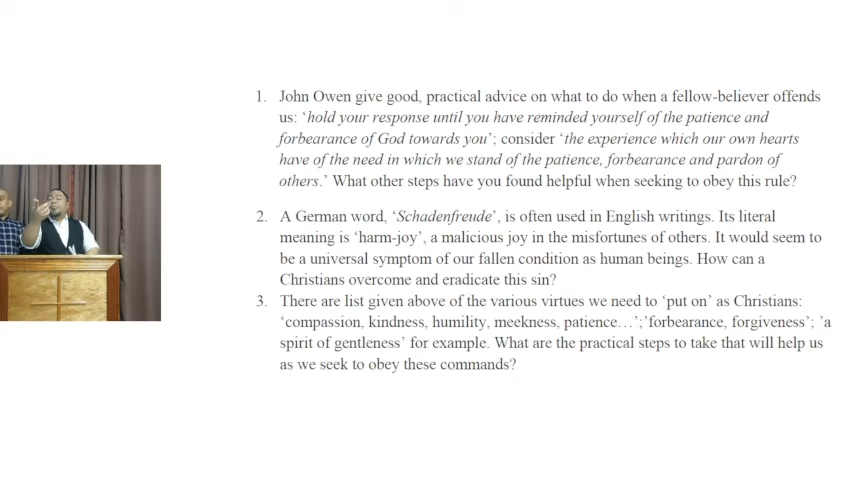 1. John Owen give good, practical advice on what to do when a fellow-believer offends
us: ‘hold your response until you have reminded yourself of the patience and
forbearance of God towards you’; consider ‘the experience which our own hearts
have of the need in which we stand of the patience, forbearance and pardon of
others.’ What other steps have you found helpful when seeking to obey this rule?
2. A German word, ‘Schadenfreude’, is often used in English writings. Its literal
meaning is ‘harm-joy’, a malicious joy in the misfortunes of others. It would seem to
be a universal symptom of our fallen condition as human beings. How can a
Christians overcome and eradicate this sin?
3. There are list given above of the various virtues we need to ‘put on’ as Christians:
‘compassion, kindness, humility, meekness, patience…’;’forbearance, forgiveness’; ’a
spirit of gentleness’ for example. What are the practical steps to take that will help us
as we seek to obey these commands?